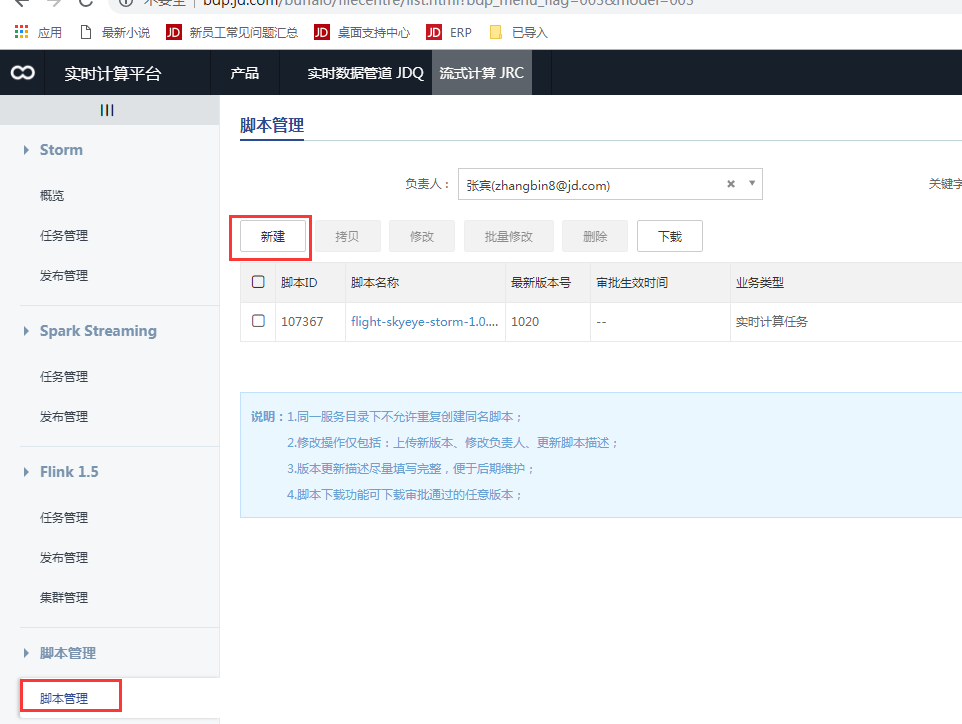 不安全 | bdp.jd.com/buffalo/filecentre/list.html?bdp_menu_flag=005&model=005
应用 最新小说 JD 新员工常见问题汇总 JD 桌面支持中心 JD ERP 已导入
实时计算平台 产品 实时数据管道 JDQ 流式计算 JRC
Storm
概览
任务管理
发布管理
Spark Streaming
任务管理
发布管理
Flink 1.5
任务管理
发布管理
集群管理
脚本管理
脚本管理
脚本管理
负责人： 张宾(zhangbin8@jd.com) 关键字
新建 拷贝 修改 批量修改 删除 下载
脚本ID 脚本名称 最新版本号 审批生效时间 业务类型
107367 flight-skyeye-storm-1.0.... 1020 -- 实时计算任务
说明：1.同一服务目录下不允许重复创建同名脚本；
2.修改操作仅包括：上传新版本、修改负责人、更新脚本描述；
3.版本更新描述尽量填写完整，便于后期维护；
4.脚本下载功能可下载审批通过的任意版本；